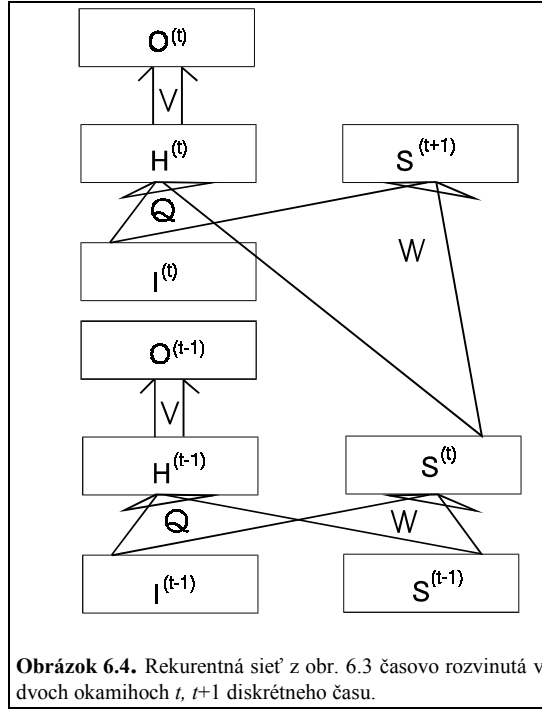 O(t)
V
H(t)
S(t+1)
Q
W
I(t)
O(t-1)
V
H(t-1)
S(t)
Q
W
I(t-1)
S(t-1)
Obrázok 6.4. Rekurentná sieť z obr. 6.3 časovo rozvinutá v
dvoch okamihoch t, t+1 diskrétneho času.